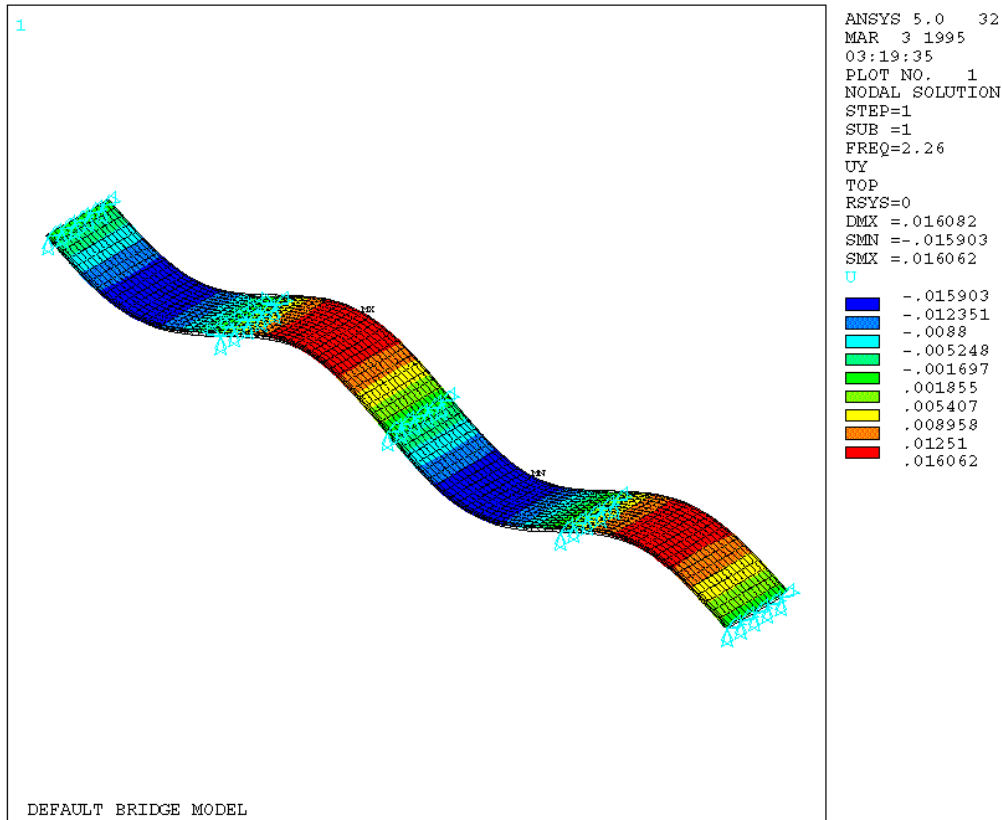 1
ANSYS 5.0 32
MAR 3 1995
03:19:35
PLOT NO. 1
NODAL SOLUTION
STEP=1
SUB =1
FREQ=2.26
UY
TOP
RSYS=0
DMX =.016082
SMN =-.015903
SMX =.016062
U
-.015903
-.012351
-.0088
-.005248
-.001697
.001855
.005407
.008958
.01251
.016062
MX
MN
DEFAULT BRIDGE MODEL